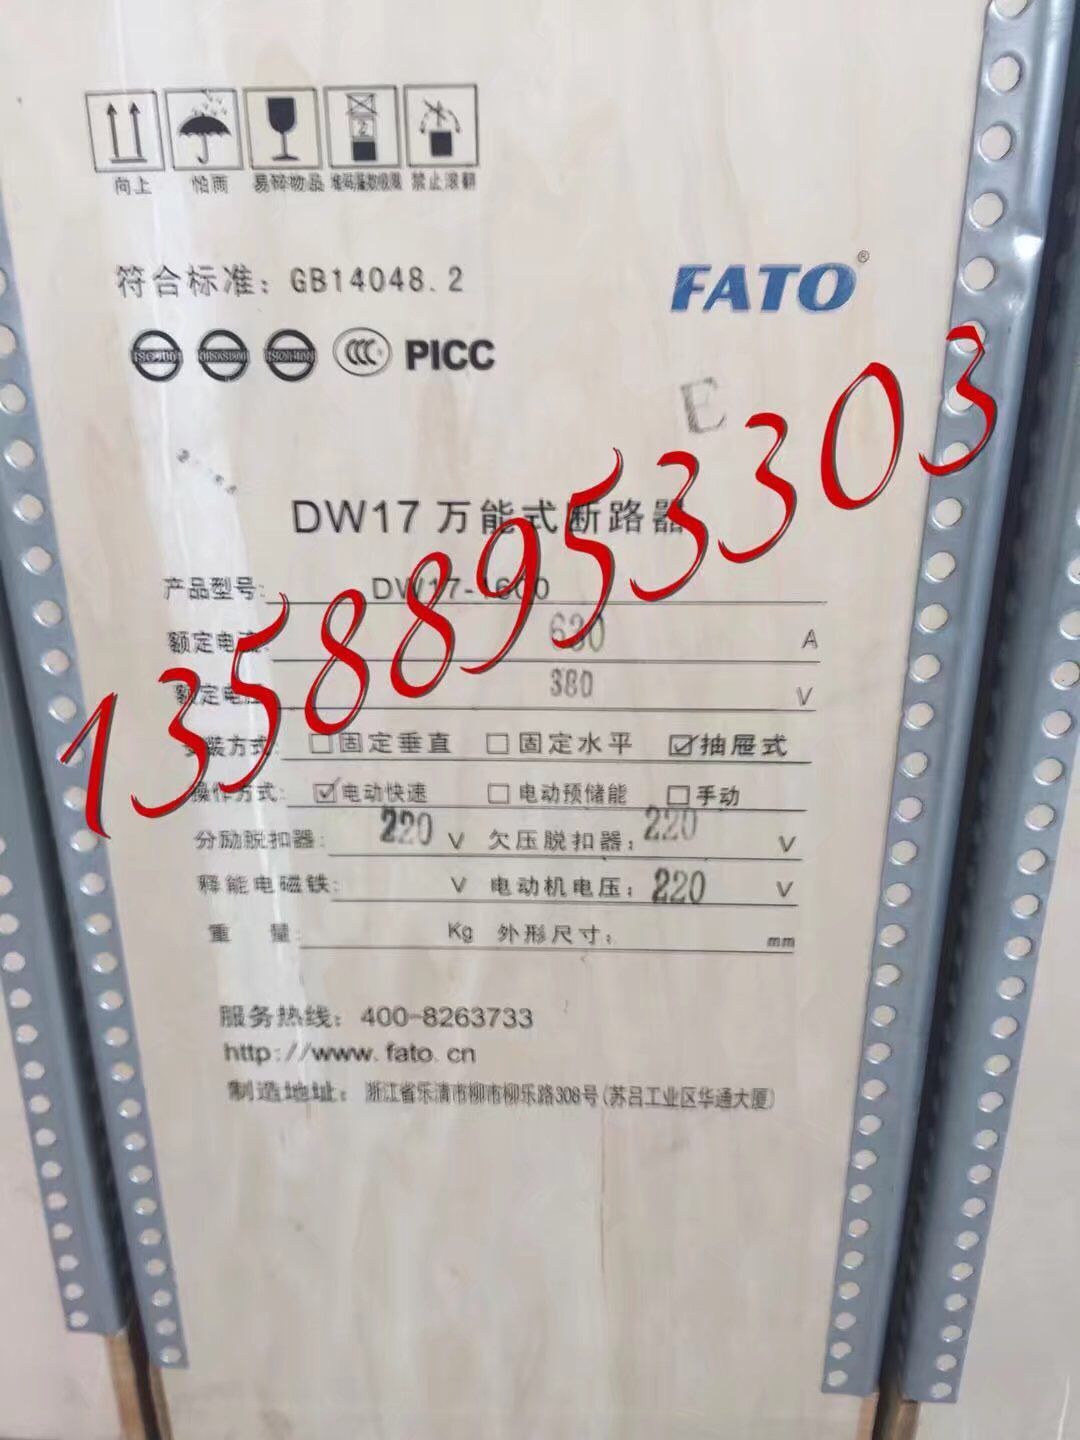 向上 怕雨 易碎物品 堆码层数极限 禁止滚翻
符合标准：GB14048.2
FATO®
CCC PICC
E
DW17 万能式断路器
13588953303
产品型号: DW17-1600
额定电流: 630 A
额定电压: 380 V
安装方式: □固定垂直 □固定水平 ☑抽屉式
操作方式: ☑电动快速 □电动预储能 □手动
分励脱扣器: 220 V 欠压脱扣器: 220 V
释能电磁铁: V 电动机电压: 220 V
重 量: Kg 外形尺寸: mm
服务热线: 400-8263733
http://www.fato.cn
制造地址: 浙江省乐清市柳市柳乐路308号(苏吕工业区华通大厦)